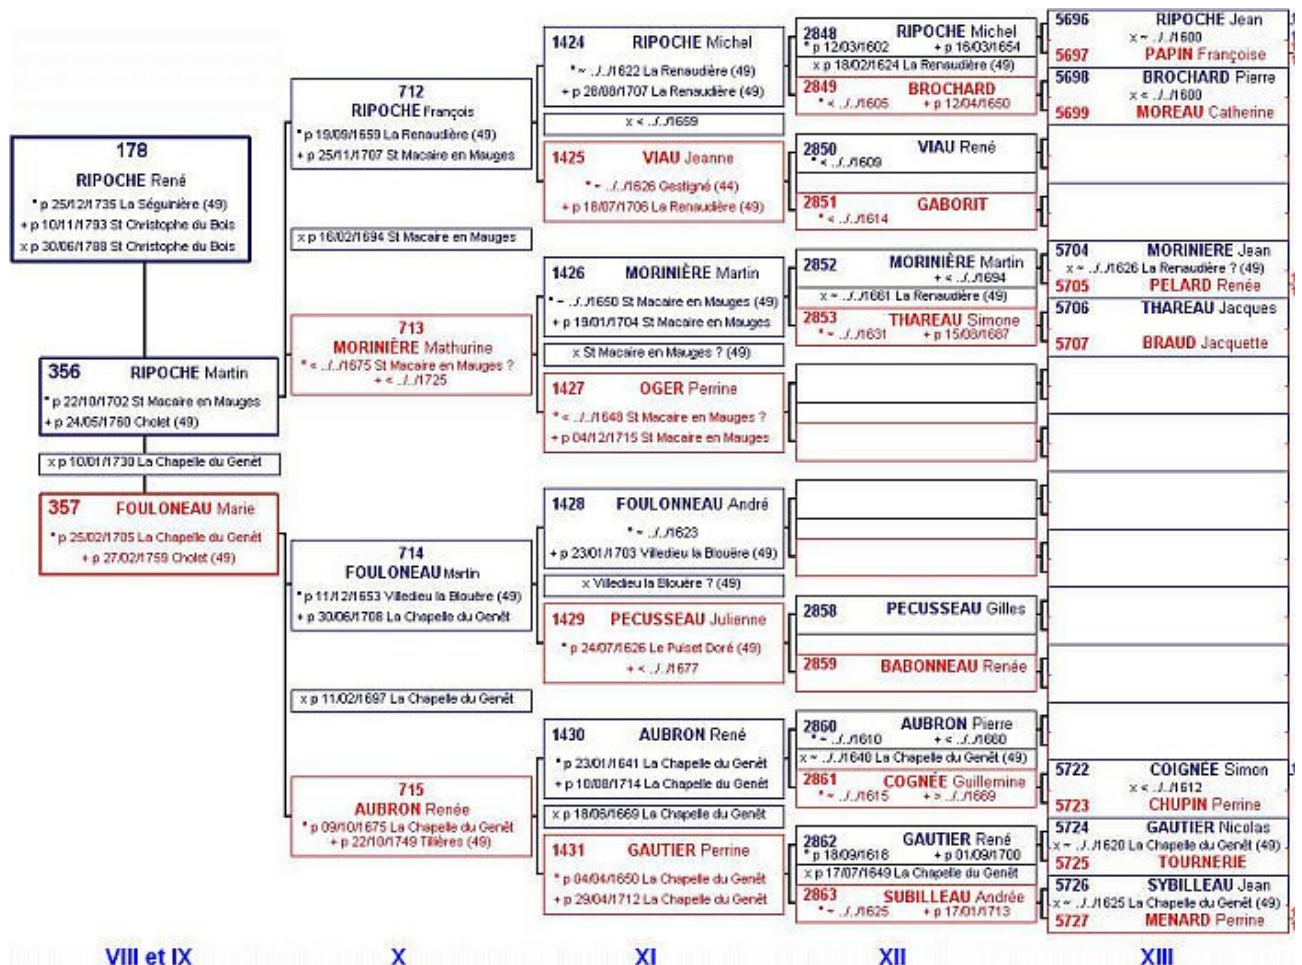 178
RIPOCHE René
* p 25/12/1735 La Séguinière (49)
+ p 10/11/1793 St Christophe du Bois
x p 30/06/1788 St Christophe du Bois
356 RIPOCHE Martin
* p 22/10/1702 St Macaire en Mauges
+ p 24/05/1760 Cholet (49)
x p 10/01/1730 La Chapelle du Genêt
357 FOULONEAU Marie
* p 25/02/1705 La Chapelle du Genêt
+ p 27/02/1759 Cholet (49)
VIII et IX
712
RIPOCHE François
* p 19/09/1659 La Renaudière (49)
+ p 25/11/1707 St Macaire en Mauges
x p 16/02/1694 St Macaire en Mauges
713
MORINIÈRE Mathurine
* < ../../1675 St Macaire en Mauges ?
+ < ../../1725
714
FOULONEAU Martin
* p 11/12/1653 Villedieu la Blouère (49)
+ p 30/06/1708 La Chapelle du Genêt
x p 11/02/1697 La Chapelle du Genêt
715
AUBRON Renée
* p 09/10/1675 La Chapelle du Genêt
+ p 22/10/1749 Tillières (49)
X
1424 RIPOCHE Michel
* ~ ../../1622 La Renaudière (49)
+ p 28/08/1707 La Renaudière (49)
x < ../../1659
1425 VIAU Jeanne
* ~ ../../1626 Gestigné (44)
+ p 18/07/1706 La Renaudière (49)
1426 MORINIÈRE Martin
* ~ ../../1650 St Macaire en Mauges (49)
+ p 19/01/1704 St Macaire en Mauges
x St Macaire en Mauges ? (49)
1427 OGER Perrine
* < ../../1648 St Macaire en Mauges ?
+ p 04/12/1715 St Macaire en Mauges
1428 FOULONNEAU André
* ~ ../../1623
+ p 23/01/1703 Villedieu la Blouère (49)
x Villedieu la Blouère ? (49)
1429 PECUSSEAU Julienne
* p 24/07/1626 Le Puiset Doré (49)
+ < ../../1677
1430 AUBRON René
* p 23/01/1641 La Chapelle du Genêt
+ p 10/08/1714 La Chapelle du Genêt
x p 18/06/1669 La Chapelle du Genêt
1431 GAUTIER Perrine
* p 04/04/1650 La Chapelle du Genêt
+ p 29/04/1712 La Chapelle du Genêt
XI
2848 RIPOCHE Michel
* p 12/03/1602 + p 16/03/1654
x p 18/02/1624 La Renaudière (49)
2849 BROCHARD
* < ../../1605 + p 12/04/1650
2850 VIAU René
* < ../../1609
2851 GABORIT
* < ../../1614
2852 MORINIÈRE Martin
+ < ../../1694
x ~ ../../1661 La Renaudière (49)
2853 THAREAU Simone
* ~ ../../1631 + p 15/08/1687
2858 PECUSSEAU Gilles
2859 BABONNEAU Renée
2860 AUBRON Pierre
* ~ ../../1610 + < ../../1660
x ~ ../../1640 La Chapelle du Genêt (49)
2861 COGNÉE Guillemine
* ~ ../../1615 + > ../../1669
2862 GAUTIER René
* p 18/09/1618 + p 01/09/1700
x p 17/07/1649 La Chapelle du Genêt
2863 SUBILLEAU Andrée
* ~ ../../1625 + p 17/01/1713
XII
5696 RIPOCHE Jean
x ~ ../../1600
5697 PAPIN Françoise
5698 BROCHARD Pierre
x < ../../1600
5699 MOREAU Catherine
5704 MORINIERE Jean
x ~ ../../1626 La Renaudière ? (49)
5705 PELARD Renée
5706 THAREAU Jacques
5707 BRAUD Jacquette
5722 COIGNÉE Simon
x < ../../1612
5723 CHUPIN Perrine
5724 GAUTIER Nicolas
x ~ ../../1620 La Chapelle du Genêt (49)
5725 TOURNERIE
5726 SYBILLEAU Jean
x ~ ../../1625 La Chapelle du Genêt (49)
5727 MENARD Perrine
XIII